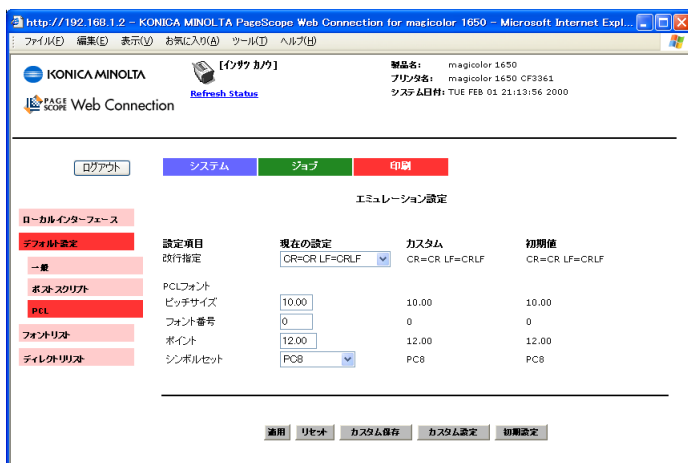 http://192.168.1.2 - KONICA MINOLTA PageScope Web Connection for magicolor 1650 - Microsoft Internet Expl...
ファイル(F) 編集(E) 表示(V) お気に入り(A) ツール(T) ヘルプ(H)
KONICA MINOLTA
[インサツ カノウ]
製品名: magicolor 1650
プリンタ名: magicolor 1650 CF3361
Refresh Status
システム日付: TUE FEB 01 21:13:56 2000
PAGE SCOPE Web Connection
ログアウト システム ジョブ 印刷
エミュレーション設定
ローカルインターフェース
デフォルト設定
一般
ポストスクリプト
PCL
フォントリスト
ディレクトリリスト
設定項目 現在の設定 カスタム 初期値
改行指定 CR=CR LF=CRLF CR=CR LF=CRLF CR=CR LF=CRLF
PCLフォント
ピッチサイズ 10.00 10.00 10.00
フォント番号 0 0 0
ポイント 12.00 12.00 12.00
シンボルセット PC8 PC8 PC8
適用 リセット カスタム保存 カスタム設定 初期設定